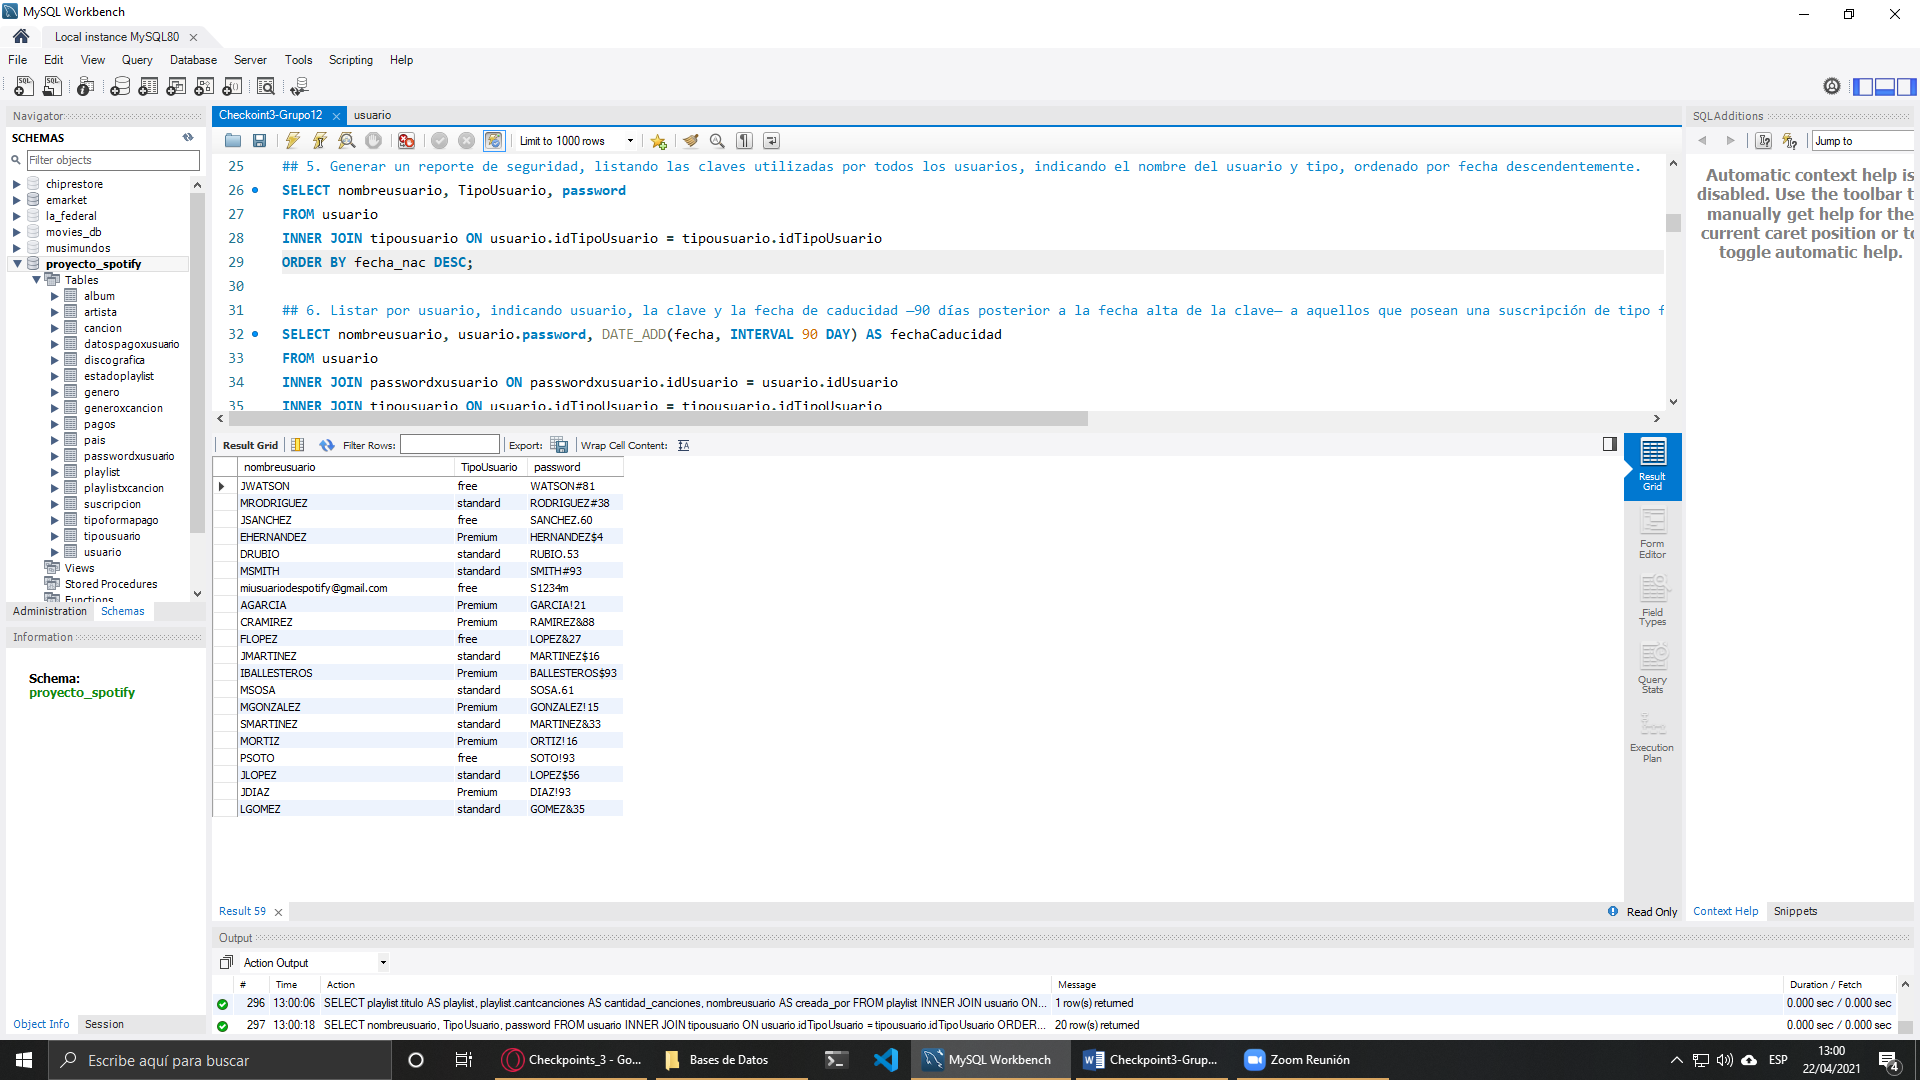 MySQL Workbench
Local instance MySQL80
File Edit View Query Database Server Tools Scripting Help
Navigator
SCHEMAS
Filter objects
chiprestore
emarket
la_federal
movies_db
musimundos
proyecto_spotify
Tables
album
artista
cancion
datospagoxusuario
discografica
estadoplaylist
genero
generoxcancion
pagos
pais
passwordxusuario
playlist
playlistxcancion
suscripcion
tipoformapago
tipousuario
usuario
Views
Stored Procedures
Functions
Administration Schemas
Information
Schema:
proyecto_spotify
Object Info Session
Checkpoint3-Grupo12 usuario
Limit to 1000 rows
25 ## 5. Generar un reporte de seguridad, listando las claves utilizadas por todos los usuarios, indicando el nombre del usuario y tipo, ordenado por fecha descendentemente.
26 SELECT nombreusuario, TipoUsuario, password
27 FROM usuario
28 INNER JOIN tipousuario ON usuario.idTipoUsuario = tipousuario.idTipoUsuario
29 ORDER BY fecha_nac DESC;
30
31 ## 6. Listar por usuario, indicando usuario, la clave y la fecha de caducidad —90 días posterior a la fecha alta de la clave— a aquellos que posean una suscripción de tipo f
32 SELECT nombreusuario, usuario.password, DATE_ADD(fecha, INTERVAL 90 DAY) AS fechaCaducidad
33 FROM usuario
34 INNER JOIN passwordxusuario ON passwordxusuario.idUsuario = usuario.idUsuario
35 INNER JOIN tipousuario ON usuario.idTipoUsuario = tipousuario.idTipoUsuario
Result Grid Filter Rows: Export: Wrap Cell Content:
nombreusuario TipoUsuario password
JWATSON free WATSON#81
MRODRIGUEZ standard RODRIGUEZ#38
JSANCHEZ free SANCHEZ.60
EHERNANDEZ Premium HERNANDEZ$4
DRUBIO standard RUBIO.53
MSMITH standard SMITH#93
miusuariodespotify@gmail.com free S1234m
AGARCIA Premium GARCIA!21
CRAMIREZ Premium RAMIREZ&88
FLOPEZ free LOPEZ&27
JMARTINEZ standard MARTINEZ$16
IBALLESTEROS Premium BALLESTEROS$93
MSOSA standard SOSA.61
MGONZALEZ Premium GONZALEZ!15
SMARTINEZ standard MARTINEZ&33
MORTIZ Premium ORTIZ!16
PSOTO free SOTO!93
JLOPEZ standard LOPEZ$56
JDIAZ Premium DIAZ!93
LGOMEZ standard GOMEZ&35
Result Grid
Form Editor
Field Types
Query Stats
Execution Plan
Result 59
Read Only
SQLAdditions
Jump to
Automatic context help is
disabled. Use the toolbar t
manually get help for the
current caret position or to
toggle automatic help.
Context Help Snippets
Output
Action Output
# Time Action Message Duration / Fetch
296 13:00:06 SELECT playlist.titulo AS playlist, playlist.cantcanciones AS cantidad_canciones, nombreusuario AS creada_por FROM playlist INNER JOIN usuario ON... 1 row(s) returned 0.000 sec / 0.000 sec
297 13:00:18 SELECT nombreusuario, TipoUsuario, password FROM usuario INNER JOIN tipousuario ON usuario.idTipoUsuario = tipousuario.idTipoUsuario ORDER... 20 row(s) returned 0.000 sec / 0.000 sec
Escribe aquí para buscar
Checkpoints_3 - Go...
Bases de Datos
MySQL Workbench
Checkpoint3-Grup...
Zoom Reunión
ESP
13:00
22/04/2021
4